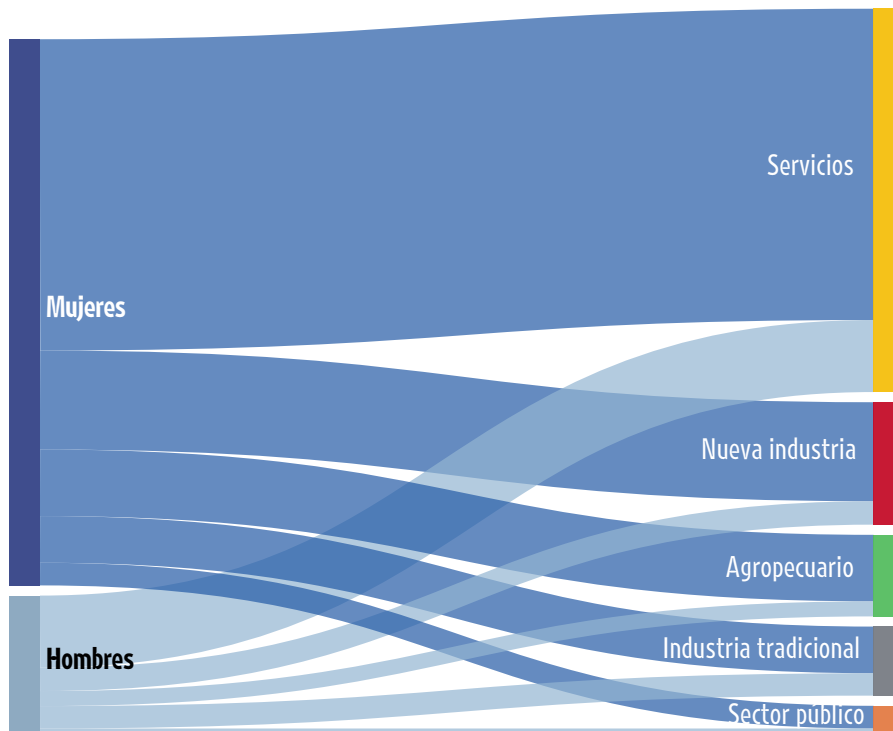 Servicios
Mujeres
Nueva industria
Agropecuario
Industria tradicional
Hombres
Sector público